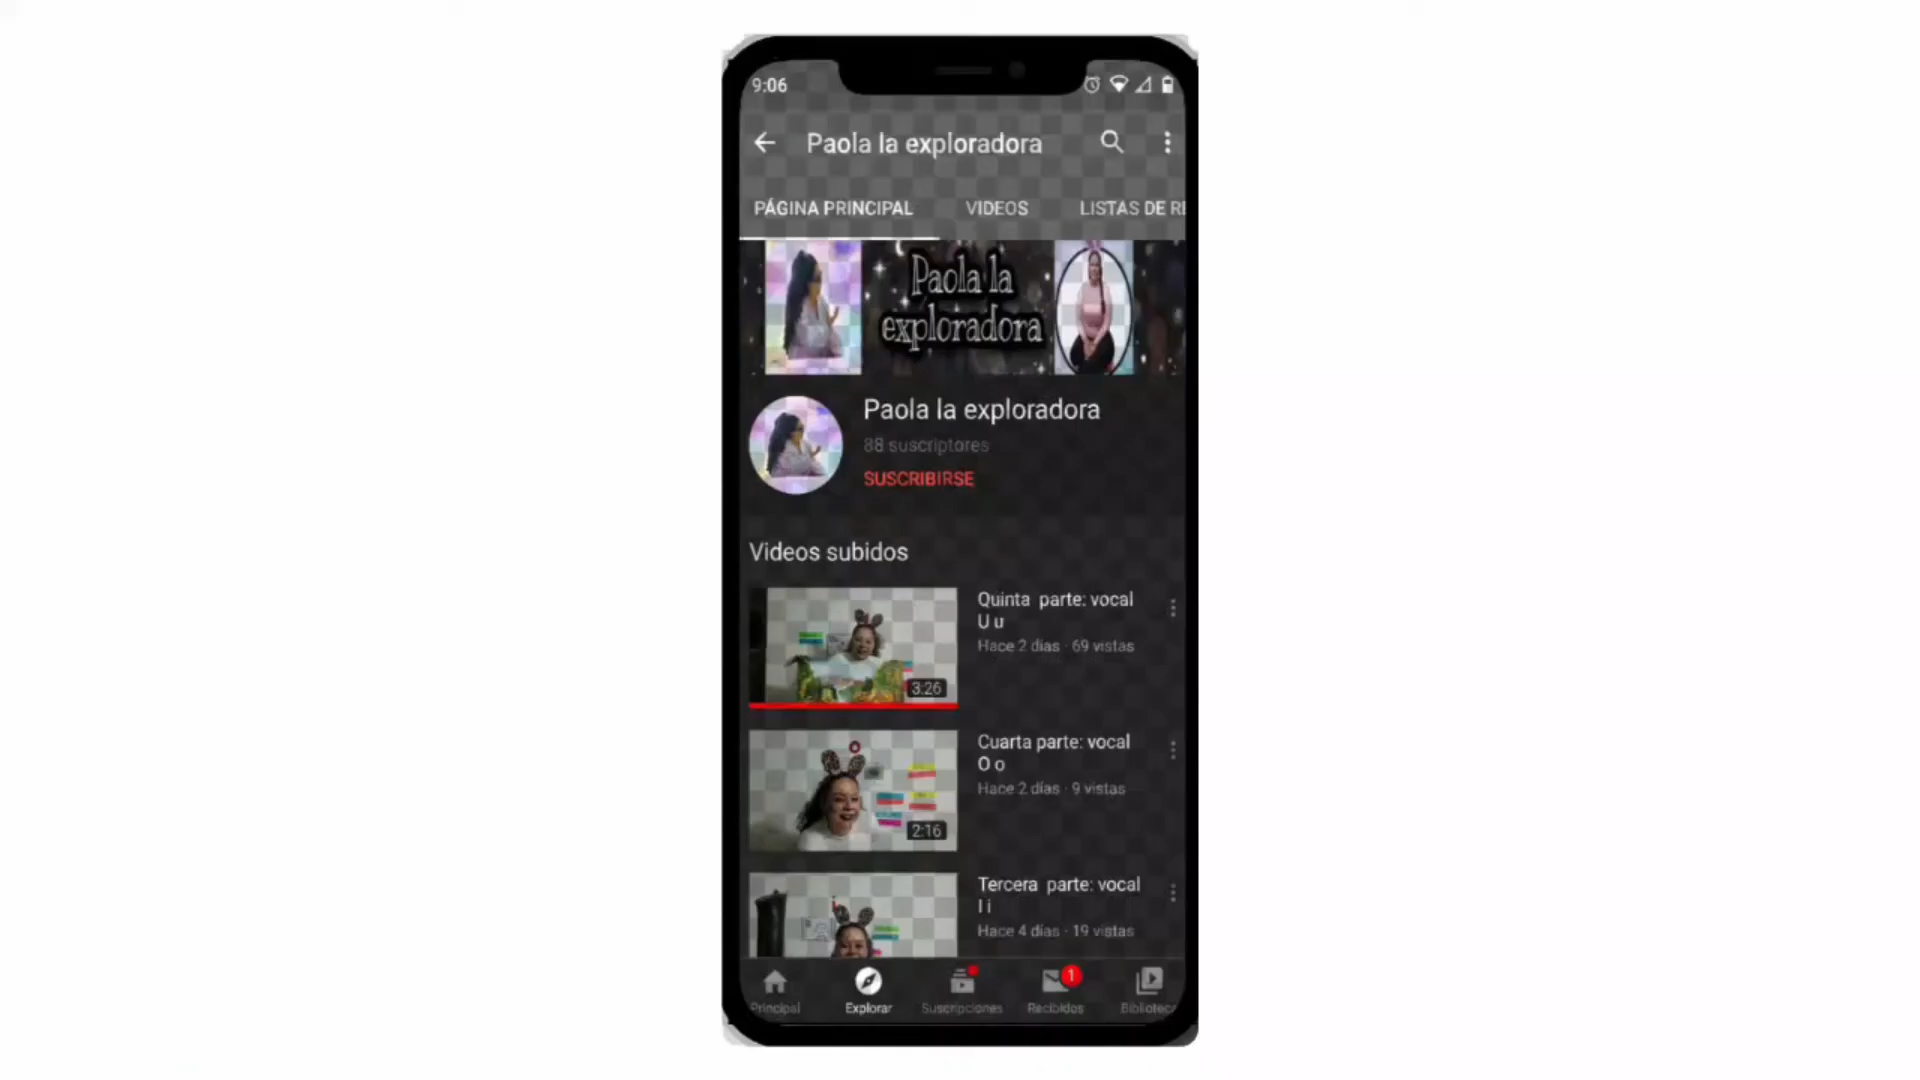 9:06
Paola la exploradora
PÁGINA PRINCIPAL VIDEOS LISTAS DE RE
Paola la
exploradora
Paola la exploradora
88 suscriptores
SUSCRIBIRSE
Videos subidos
Quinta parte: vocal
U u
Hace 2 días · 69 vistas
3:26
Cuarta parte: vocal
O o
Hace 2 días · 9 vistas
2:16
Tercera parte: vocal
I i
Hace 4 días · 19 vistas
1
Principal Explorar Suscripciones Recibidos Biblioteca